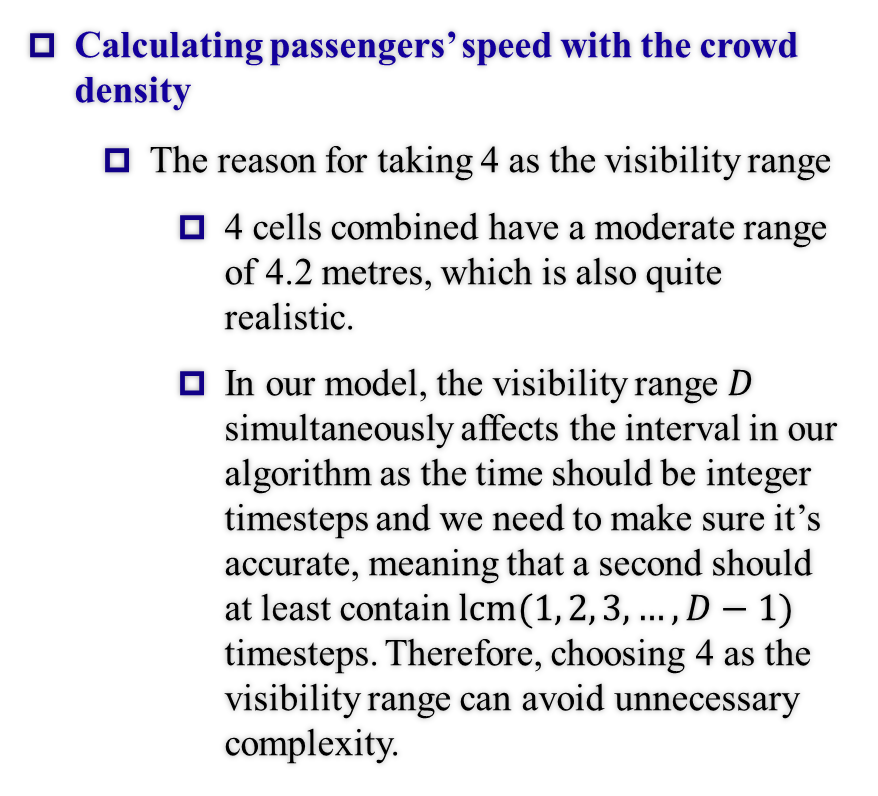 Calculating passengers’ speed with the crowd
density
The reason for taking 4 as the visibility range
4 cells combined have a moderate range
of 4.2 metres, which is also quite
realistic.
In our model, the visibility range D
simultaneously affects the interval in our
algorithm as the time should be integer
timesteps and we need to make sure it’s
accurate, meaning that a second should
at least contain lcm(1, 2, 3, … , D − 1)
timesteps. Therefore, choosing 4 as the
visibility range can avoid unnecessary
complexity.